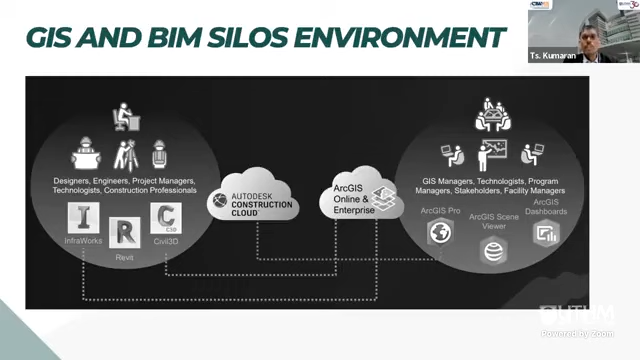 GIS AND BIM SILOS ENVIRONMENT
Ts. Kumaran
Designers, Engineers, Project Managers,
Technologists, Construction Professionals
I
R
C
C3D
InfraWorks
Revit
Civil3D
AUTODESK
CONSTRUCTION
CLOUD
ArcGIS
Online &
Enterprise
GIS Managers, Technologists, Program
Managers, Stakeholders, Facility Managers
ArcGIS Pro
ArcGIS Scene
Viewer
ArcGIS
Dashboards
UTHM
Powered by Zoom